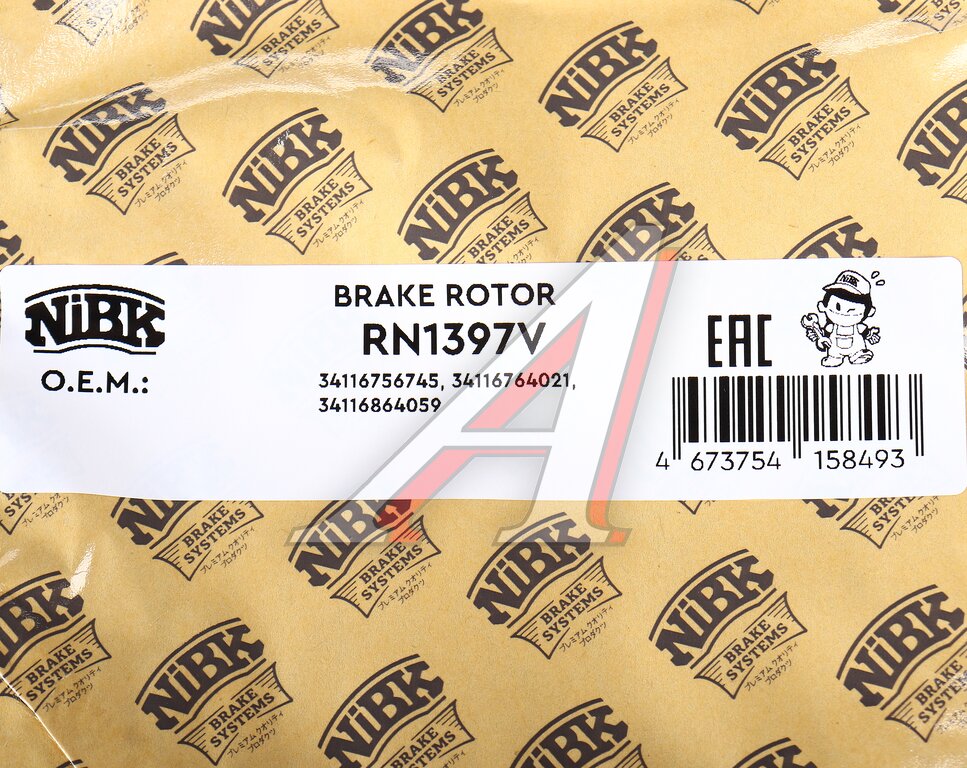 NiBK
BRAKE ROTOR
RN1397V
O.E.M.:
34116756745, 34116764021,
34116864059
EAC
NiBK
4 673754 158493
NiBK
BRAKE
SYSTEMS
プレミアム クオリティ
プロダクツ